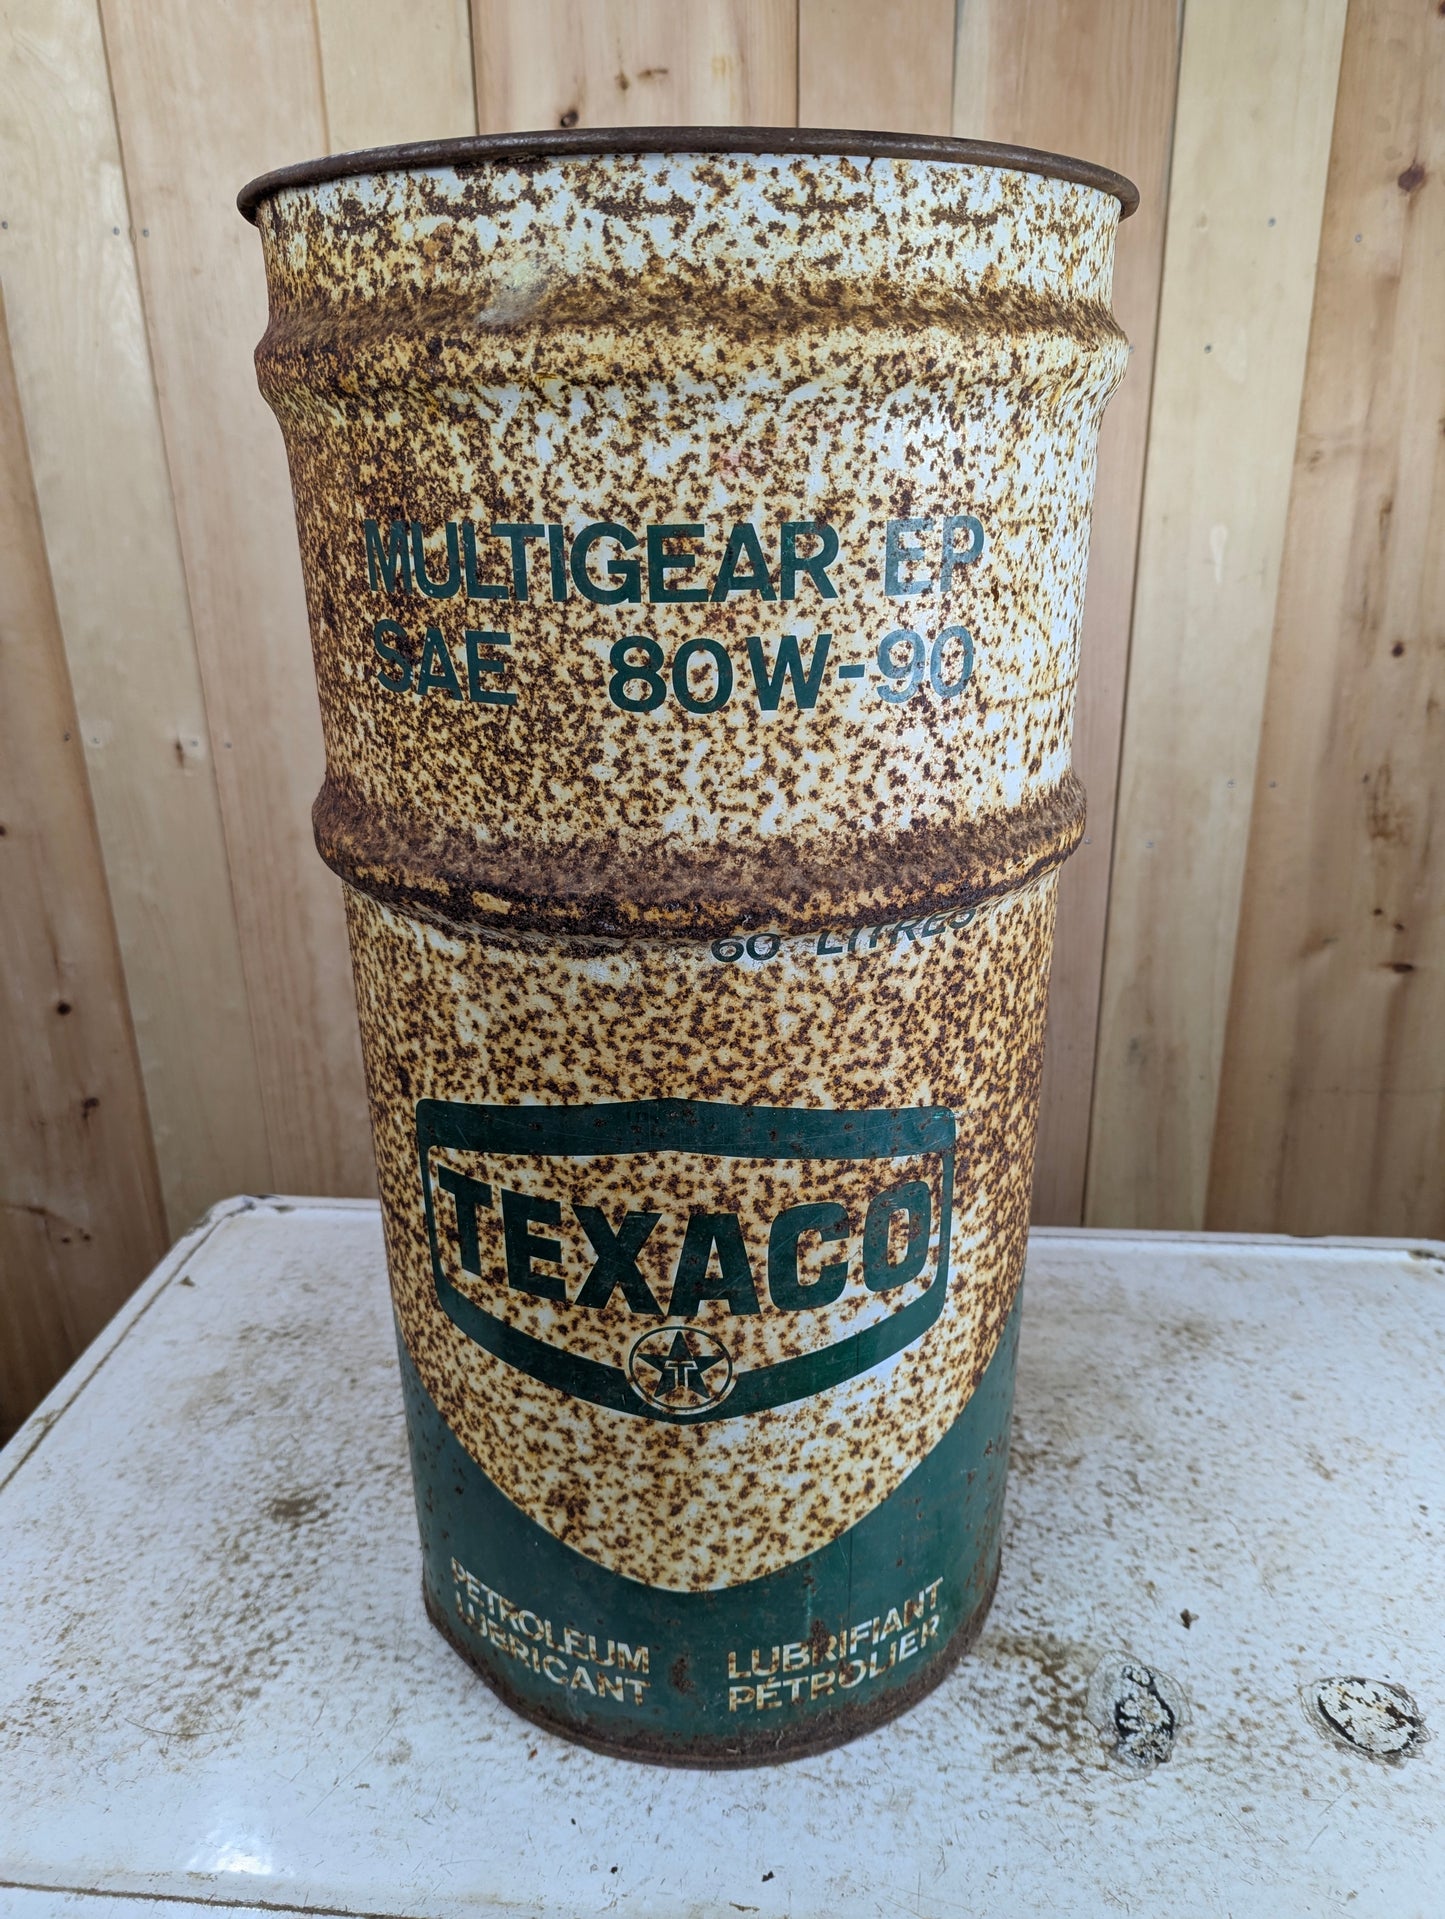 MULTIGEAR EP
SAE 80W-90
60 LITRES
TEXACO
T
PETROLEUM
LUBRICANT
LUBRIFIANT
PÉTROLIER